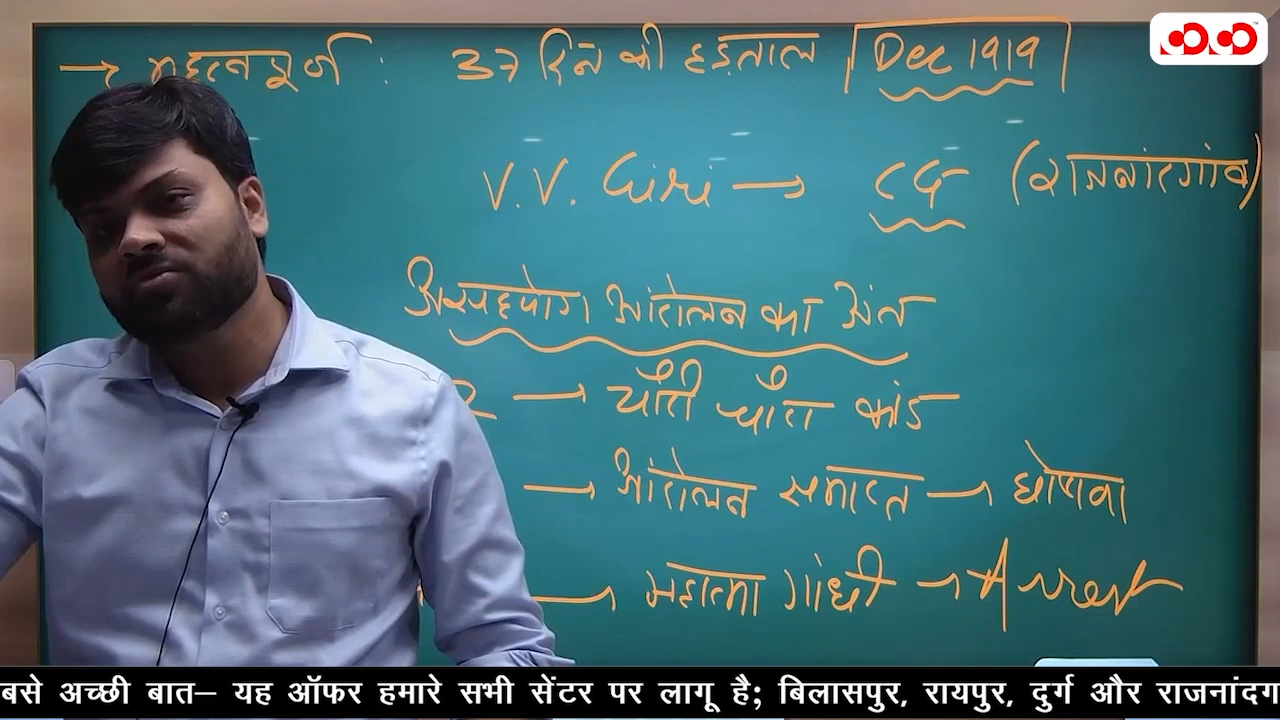 → महत्वपूर्ण : 37 दिन की हड़ताल | Dec 1919 |
V.V. Giri → CG (राजनांदगांव)
असहयोग आंदोलन का अंत
2 → चौरी चौरा कांड
→ आंदोलन समाप्त → घोषणा
→ महात्मा गांधी → Arrest
बसे अच्छी बात– यह ऑफर हमारे सभी सेंटर पर लागू है; बिलासपुर, रायपुर, दुर्ग और राजनांदग